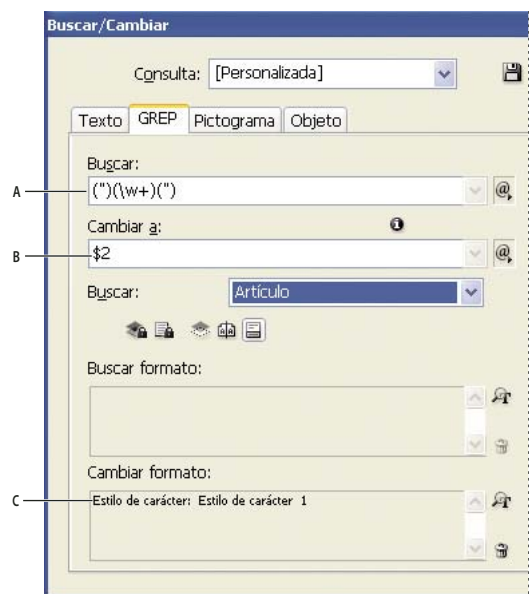 Buscar/Cambiar
Consulta: [Personalizada]
Texto GREP Pictograma Objeto
Buscar:
A (")(\w+)(")
Cambiar a:
B $2
Buscar: Artículo
Buscar formato:
Cambiar formato:
C Estilo de carácter: Estilo de carácter 1